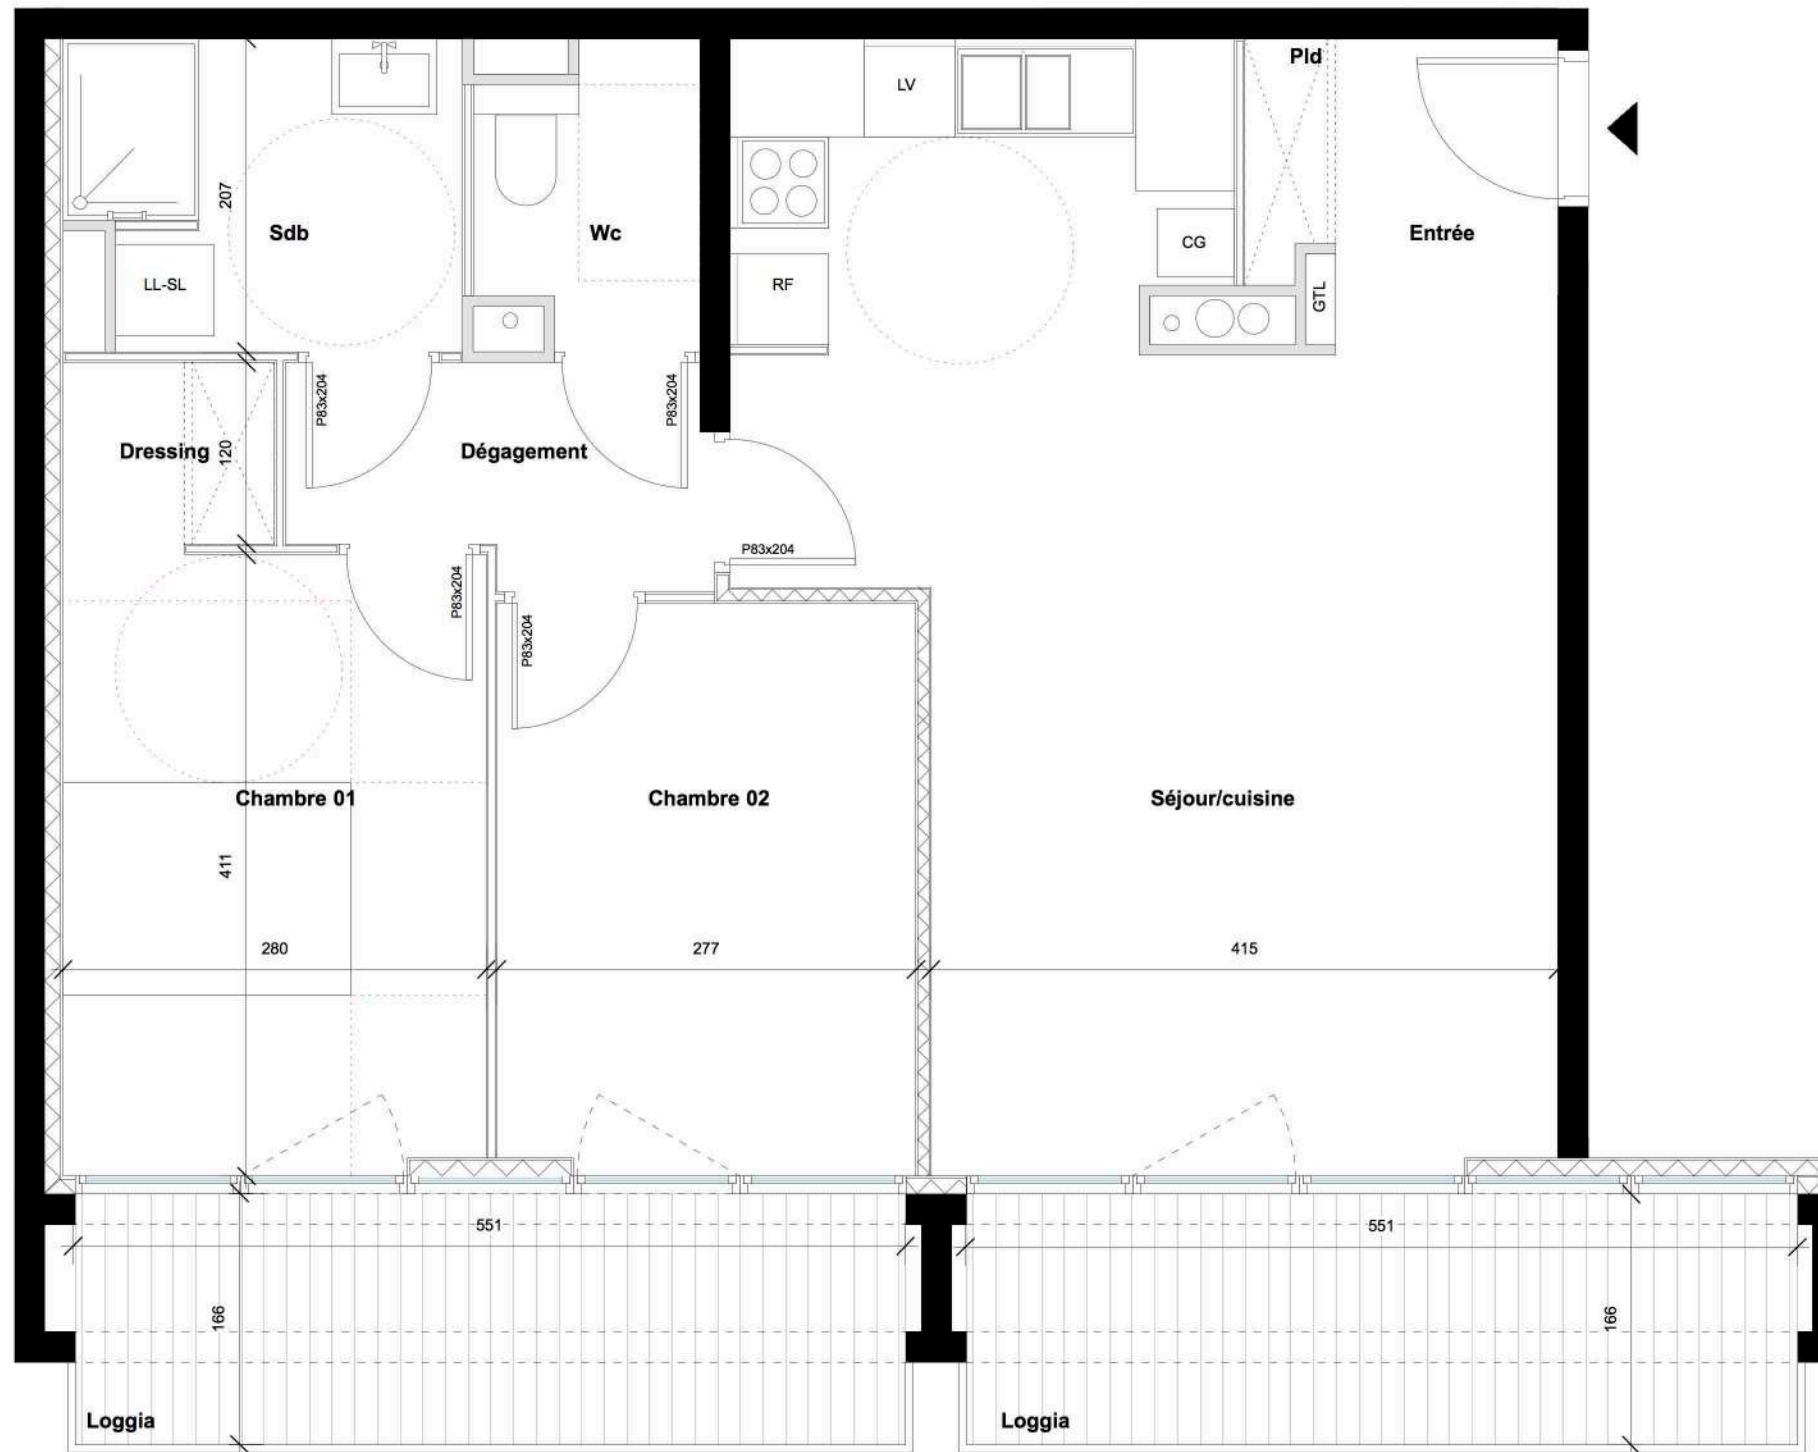 Pld
LV
207
Sdb
Wc
Entrée
CG
LL-SL
RF
GTL
P83x204
P83x204
Dressing
120
Dégagement
P83x204
P83x204
P83x204
Chambre 01
Chambre 02
Séjour/cuisine
411
280
277
415
551
551
166
166
Loggia
Loggia